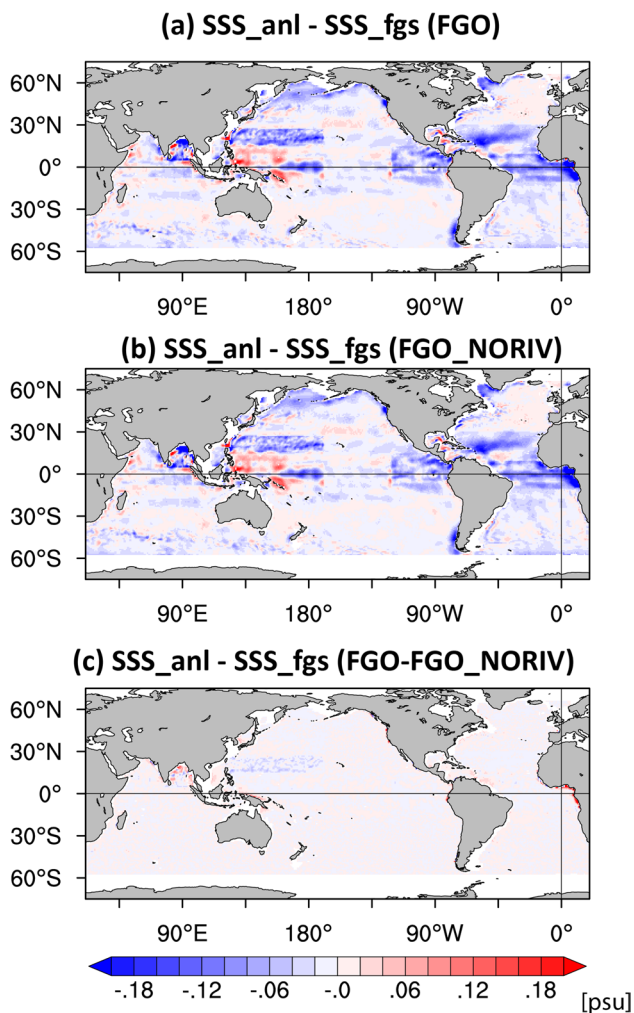 (a) SSS_anl - SSS_fgs (FGO)
60°N
30°N
0°
30°S
60°S
90°E 180° 90°W 0°
(b) SSS_anl - SSS_fgs (FGO_NORIV)
60°N
30°N
0°
30°S
60°S
90°E 180° 90°W 0°
(c) SSS_anl - SSS_fgs (FGO-FGO_NORIV)
60°N
30°N
0°
30°S
60°S
90°E 180° 90°W 0°
-.18 -.12 -.06 -.0 .06 .12 .18
[psu]